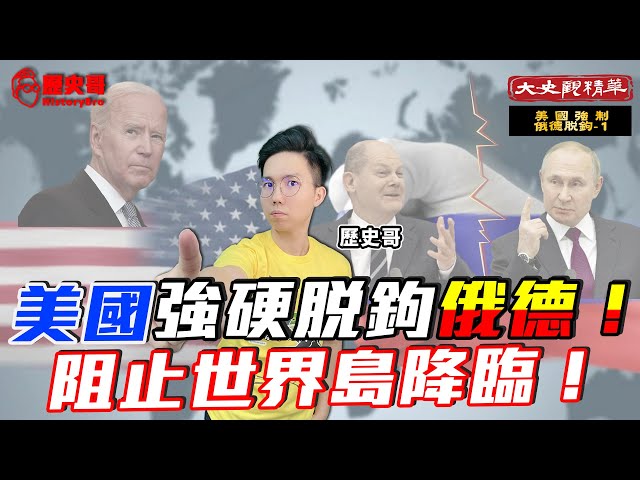 歷史哥
HistoryBro
大史觀精華
美國強制
俄德脫鉤-1
歷史哥
美國強硬脫鉤俄德！
阻止世界島降臨！